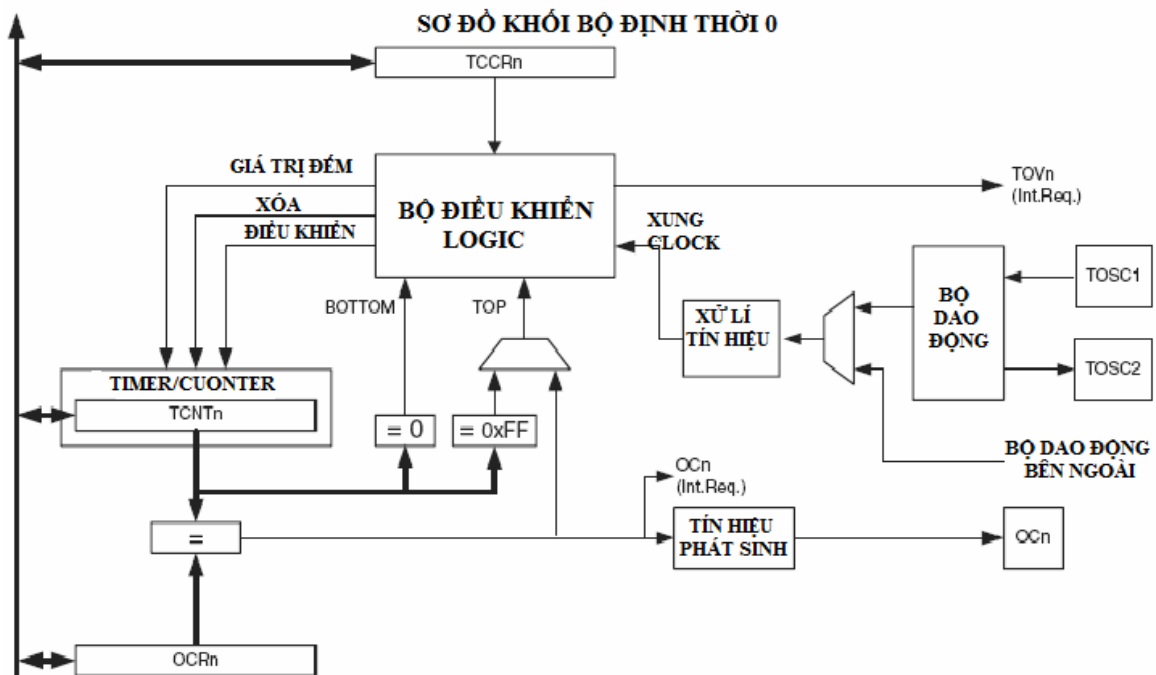 SƠ ĐỒ KHỐI BỘ ĐỊNH THỜI 0
TCCRn
GIÁ TRỊ ĐẾM
XÓA
ĐIỀU KHIỂN
BỘ ĐIỀU KHIỂN
LOGIC
TOVn
(Int.Req.)
XUNG
CLOCK
BOTTOM
TOP
XỬ LÍ
TÍN HIỆU
BỘ
DAO
ĐỘNG
TOSC1
TOSC2
TIMER/CUONTER
TCNTn
= 0
= 0xFF
BỘ DAO ĐỘNG
BÊN NGOÀI
OCn
(Int.Req.)
=
TÍN HIỆU
PHÁT SINH
OCn
OCRn